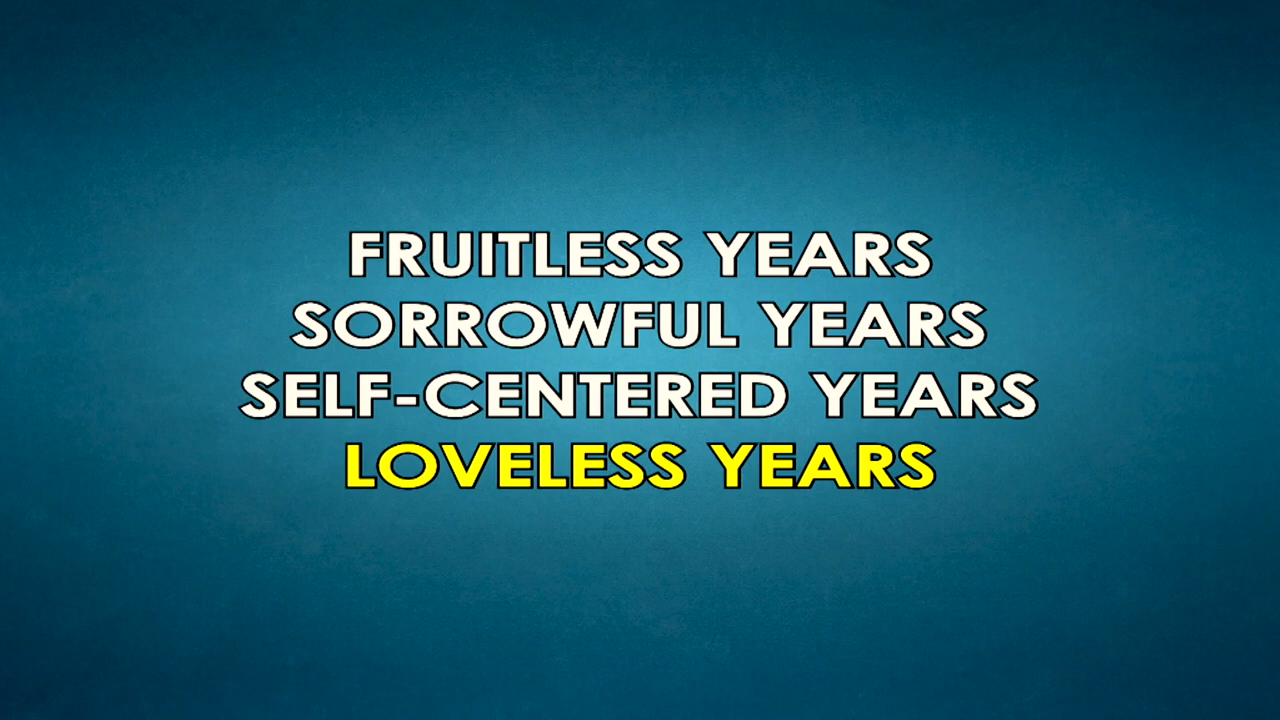 FRUITLESS YEARS
SORROWFUL YEARS
SELF-CENTERED YEARS
LOVELESS YEARS